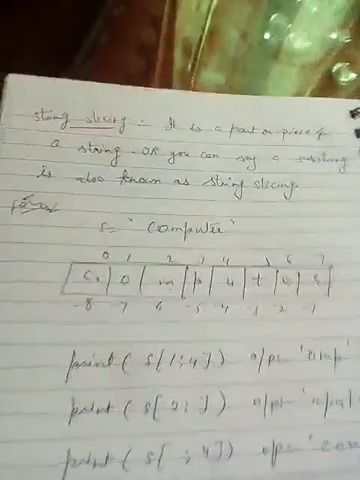 string slicing :- It is a part or piece of
a string. OR you can say a substring
is also known as string slicing.
s = "Computer"
0 1 2 3 4 5 6 7
C o m p u t e r
-8 7 6 -5 -4 -3 -2 -1
print ( s[1:4]) o/p:- 'omp'
print ( s[2: ]) o/p:-
print ( s[ :4]) o/p:- 'com